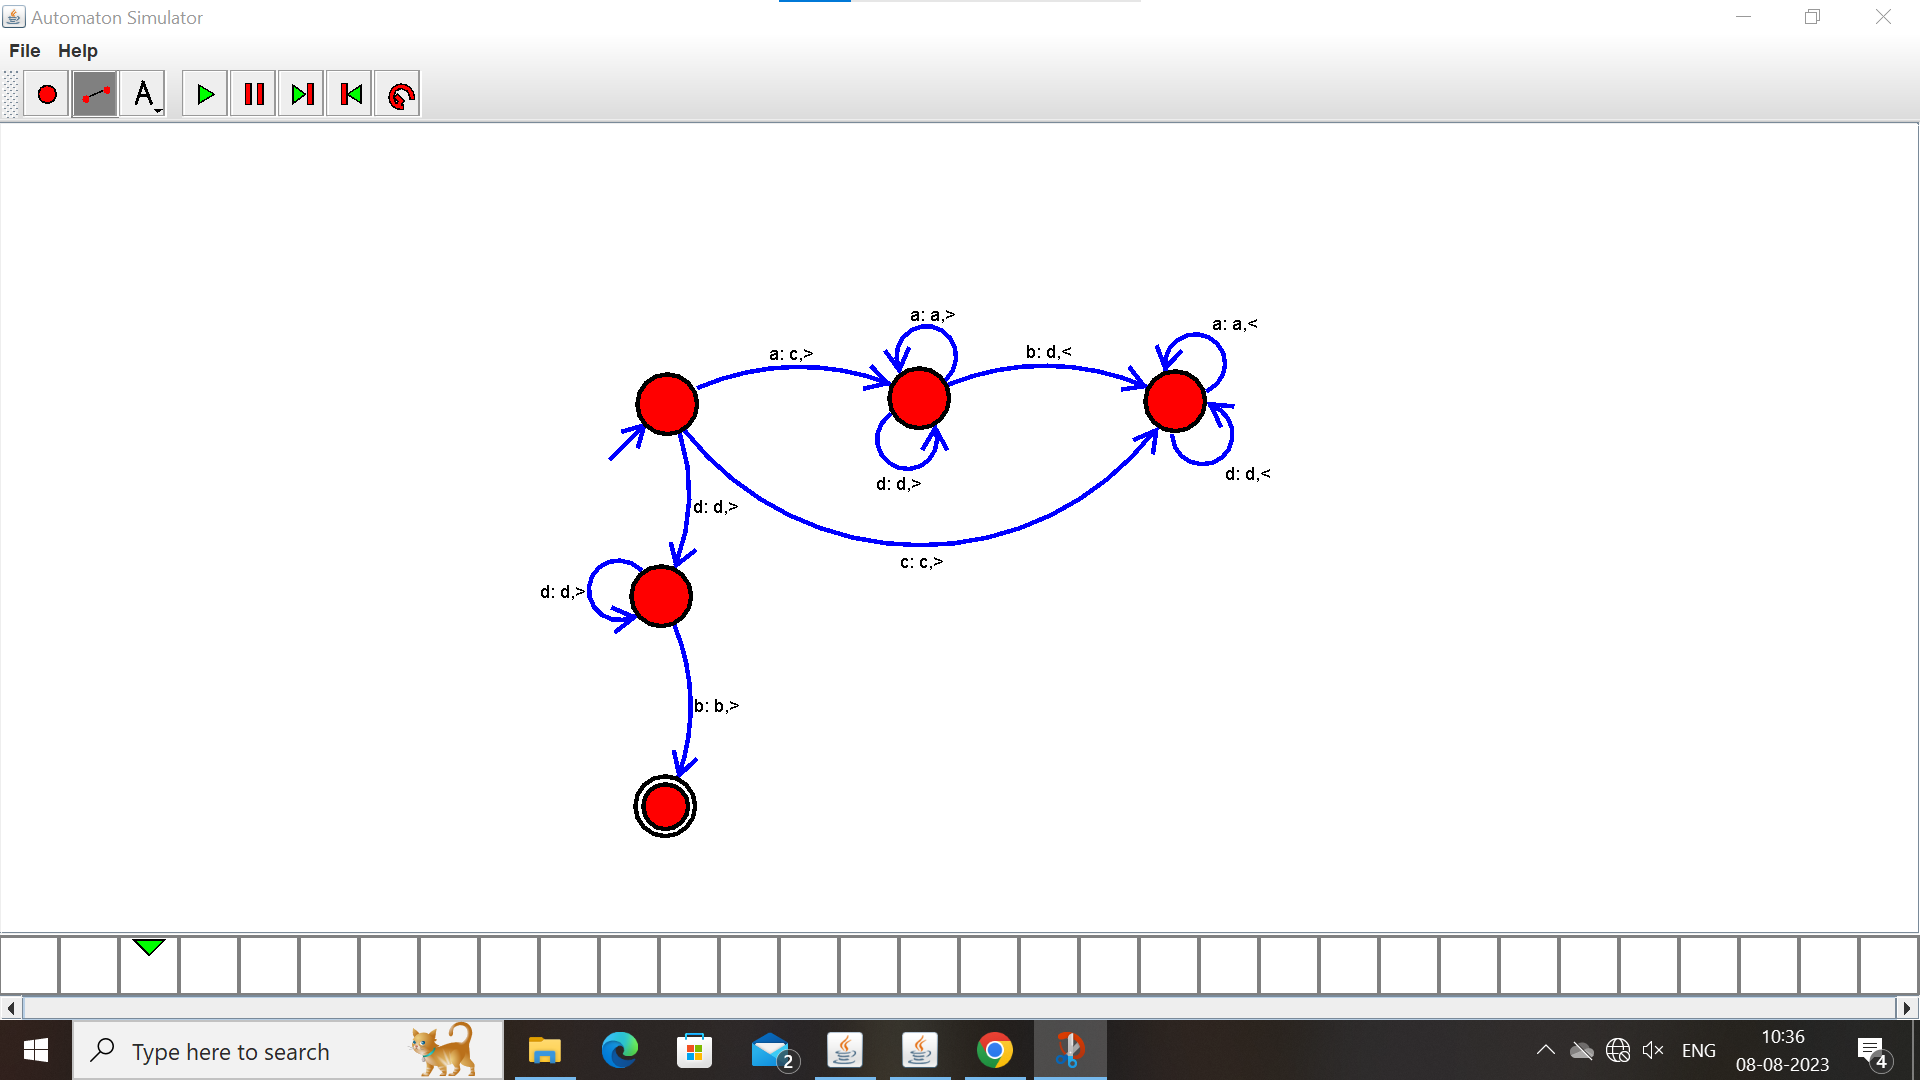 Automaton Simulator
File Help
A
a: a,>
a: a,<
a: c,>
b: d,<
d: d,>
d: d,<
d: d,>
c: c,>
d: d,>
b: b,>
Type here to search
2
ENG
10:36
08-08-2023
4